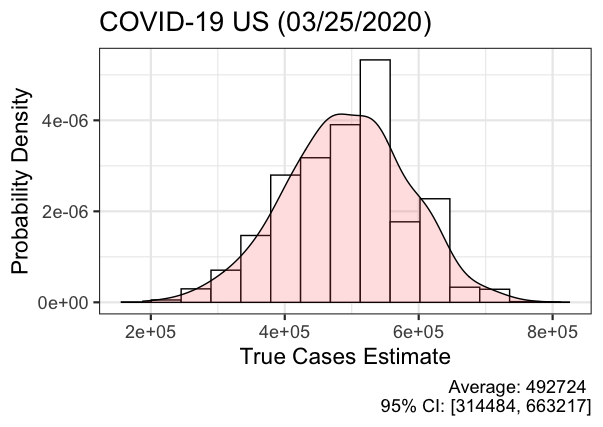 COVID-19 US (03/25/2020)
Probability Density
4e-06
2e-06
0e+00
2e+05 4e+05 6e+05 8e+05
True Cases Estimate
Average: 492724
95% CI: [314484, 663217]